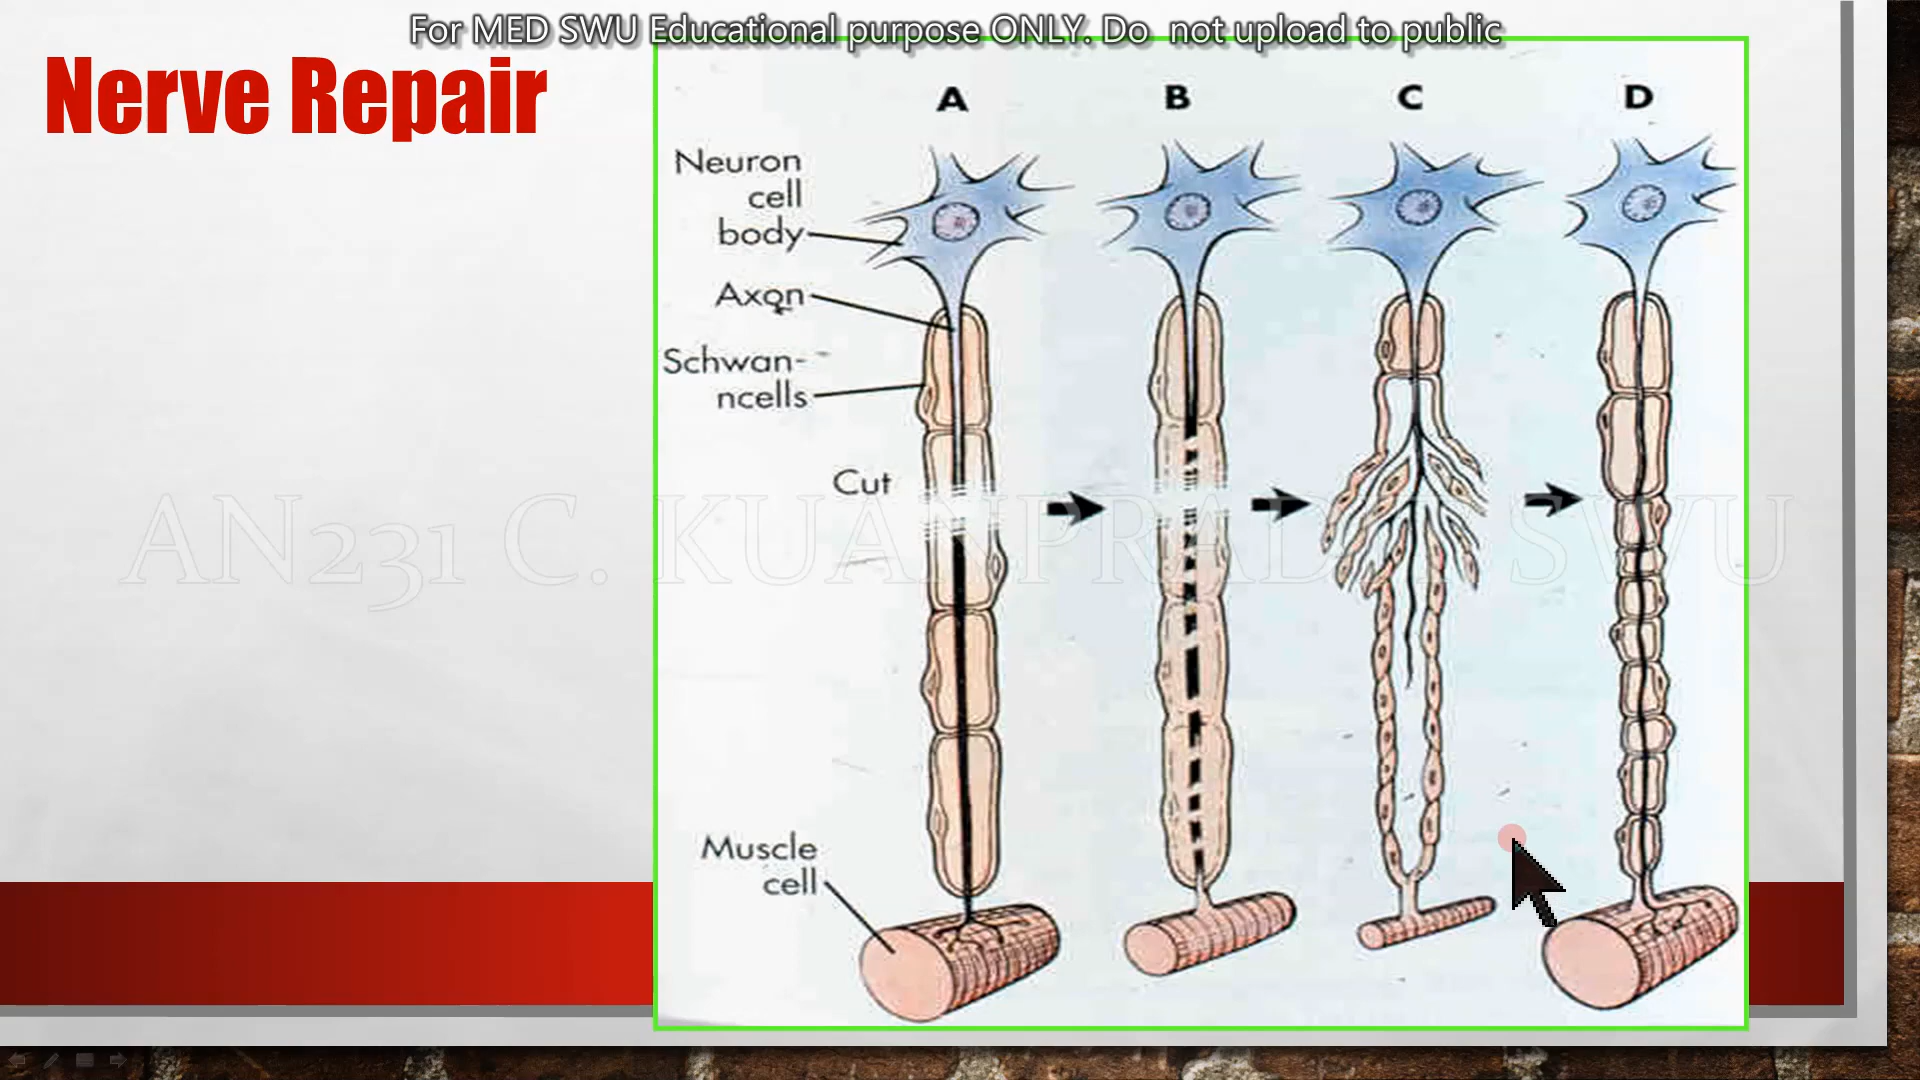 For MED SWU Educational purpose ONLY. Do  not upload to public
Nerve Repair
A B C D
Neuron
cell
body
Axon
Schwan-
ncells
Cut
AN231 C. KUANPRADIT SWU
Muscle
cell